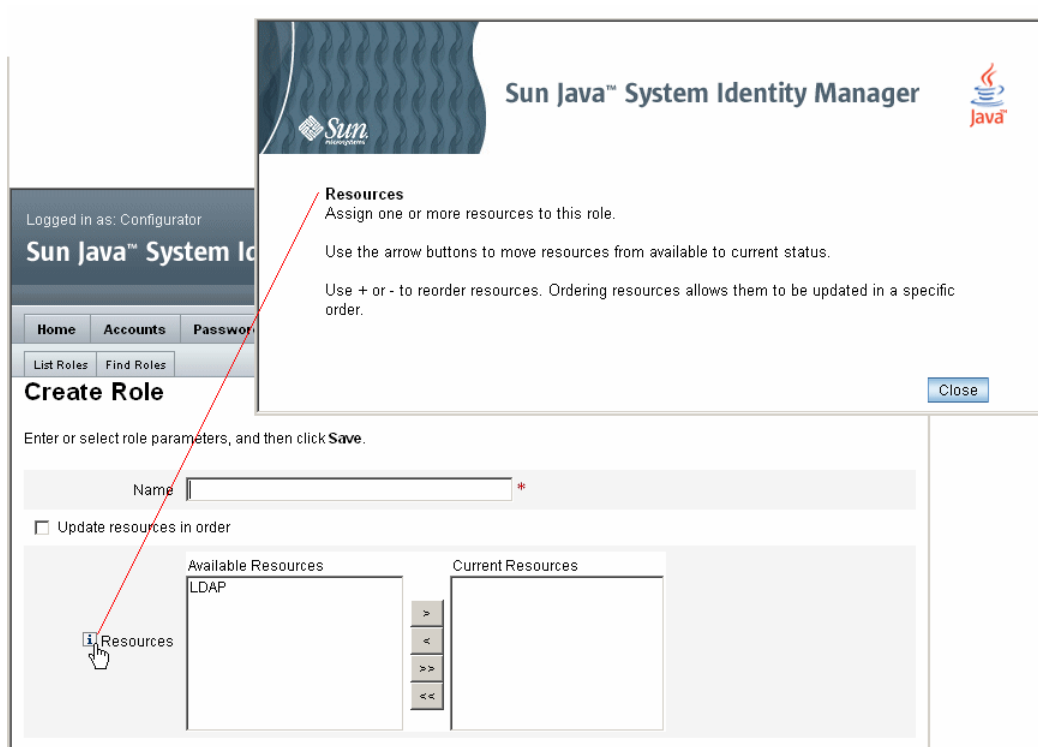 Sun Java™ System Identity Manager
Sun.
microsystems
Java™
Resources
Assign one or more resources to this role.
Use the arrow buttons to move resources from available to current status.
Use + or - to reorder resources. Ordering resources allows them to be updated in a specific
order.
Close
Logged in as: Configurator
Sun Java™ System Id
Home Accounts Passwor
List Roles Find Roles
Create Role
Enter or select role parameters, and then click Save.
Name *
Update resources in order
Available Resources Current Resources
LDAP
>
<
>>
<<
i Resources